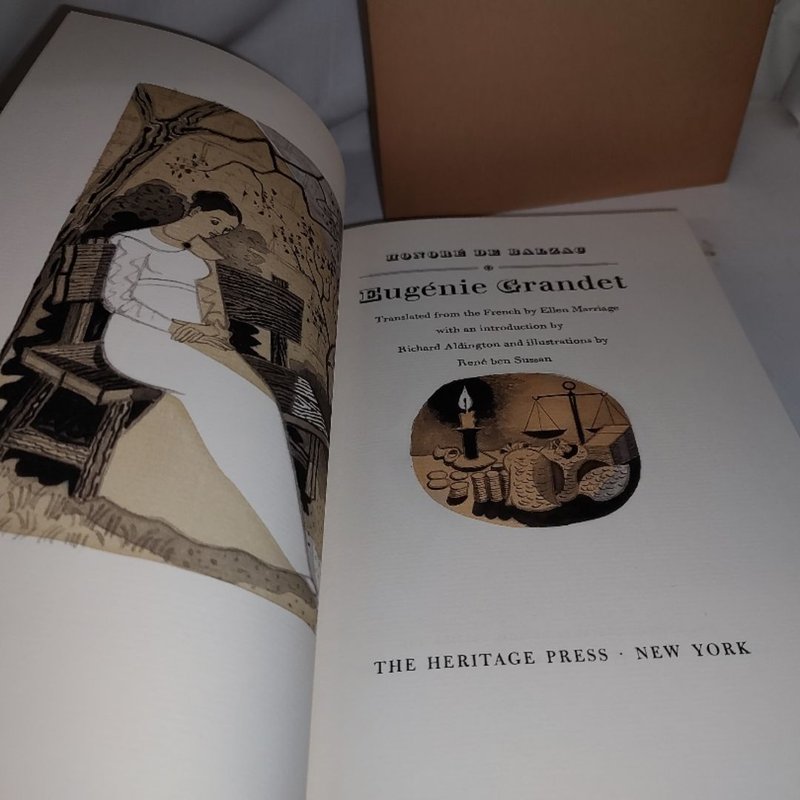 HONORÉ DE BALZAC
Eugénie Grandet
Translated from the French by Ellen Marriage
with an introduction by
Richard Aldington and illustrations by
René ben Sussan
THE HERITAGE PRESS · NEW YORK